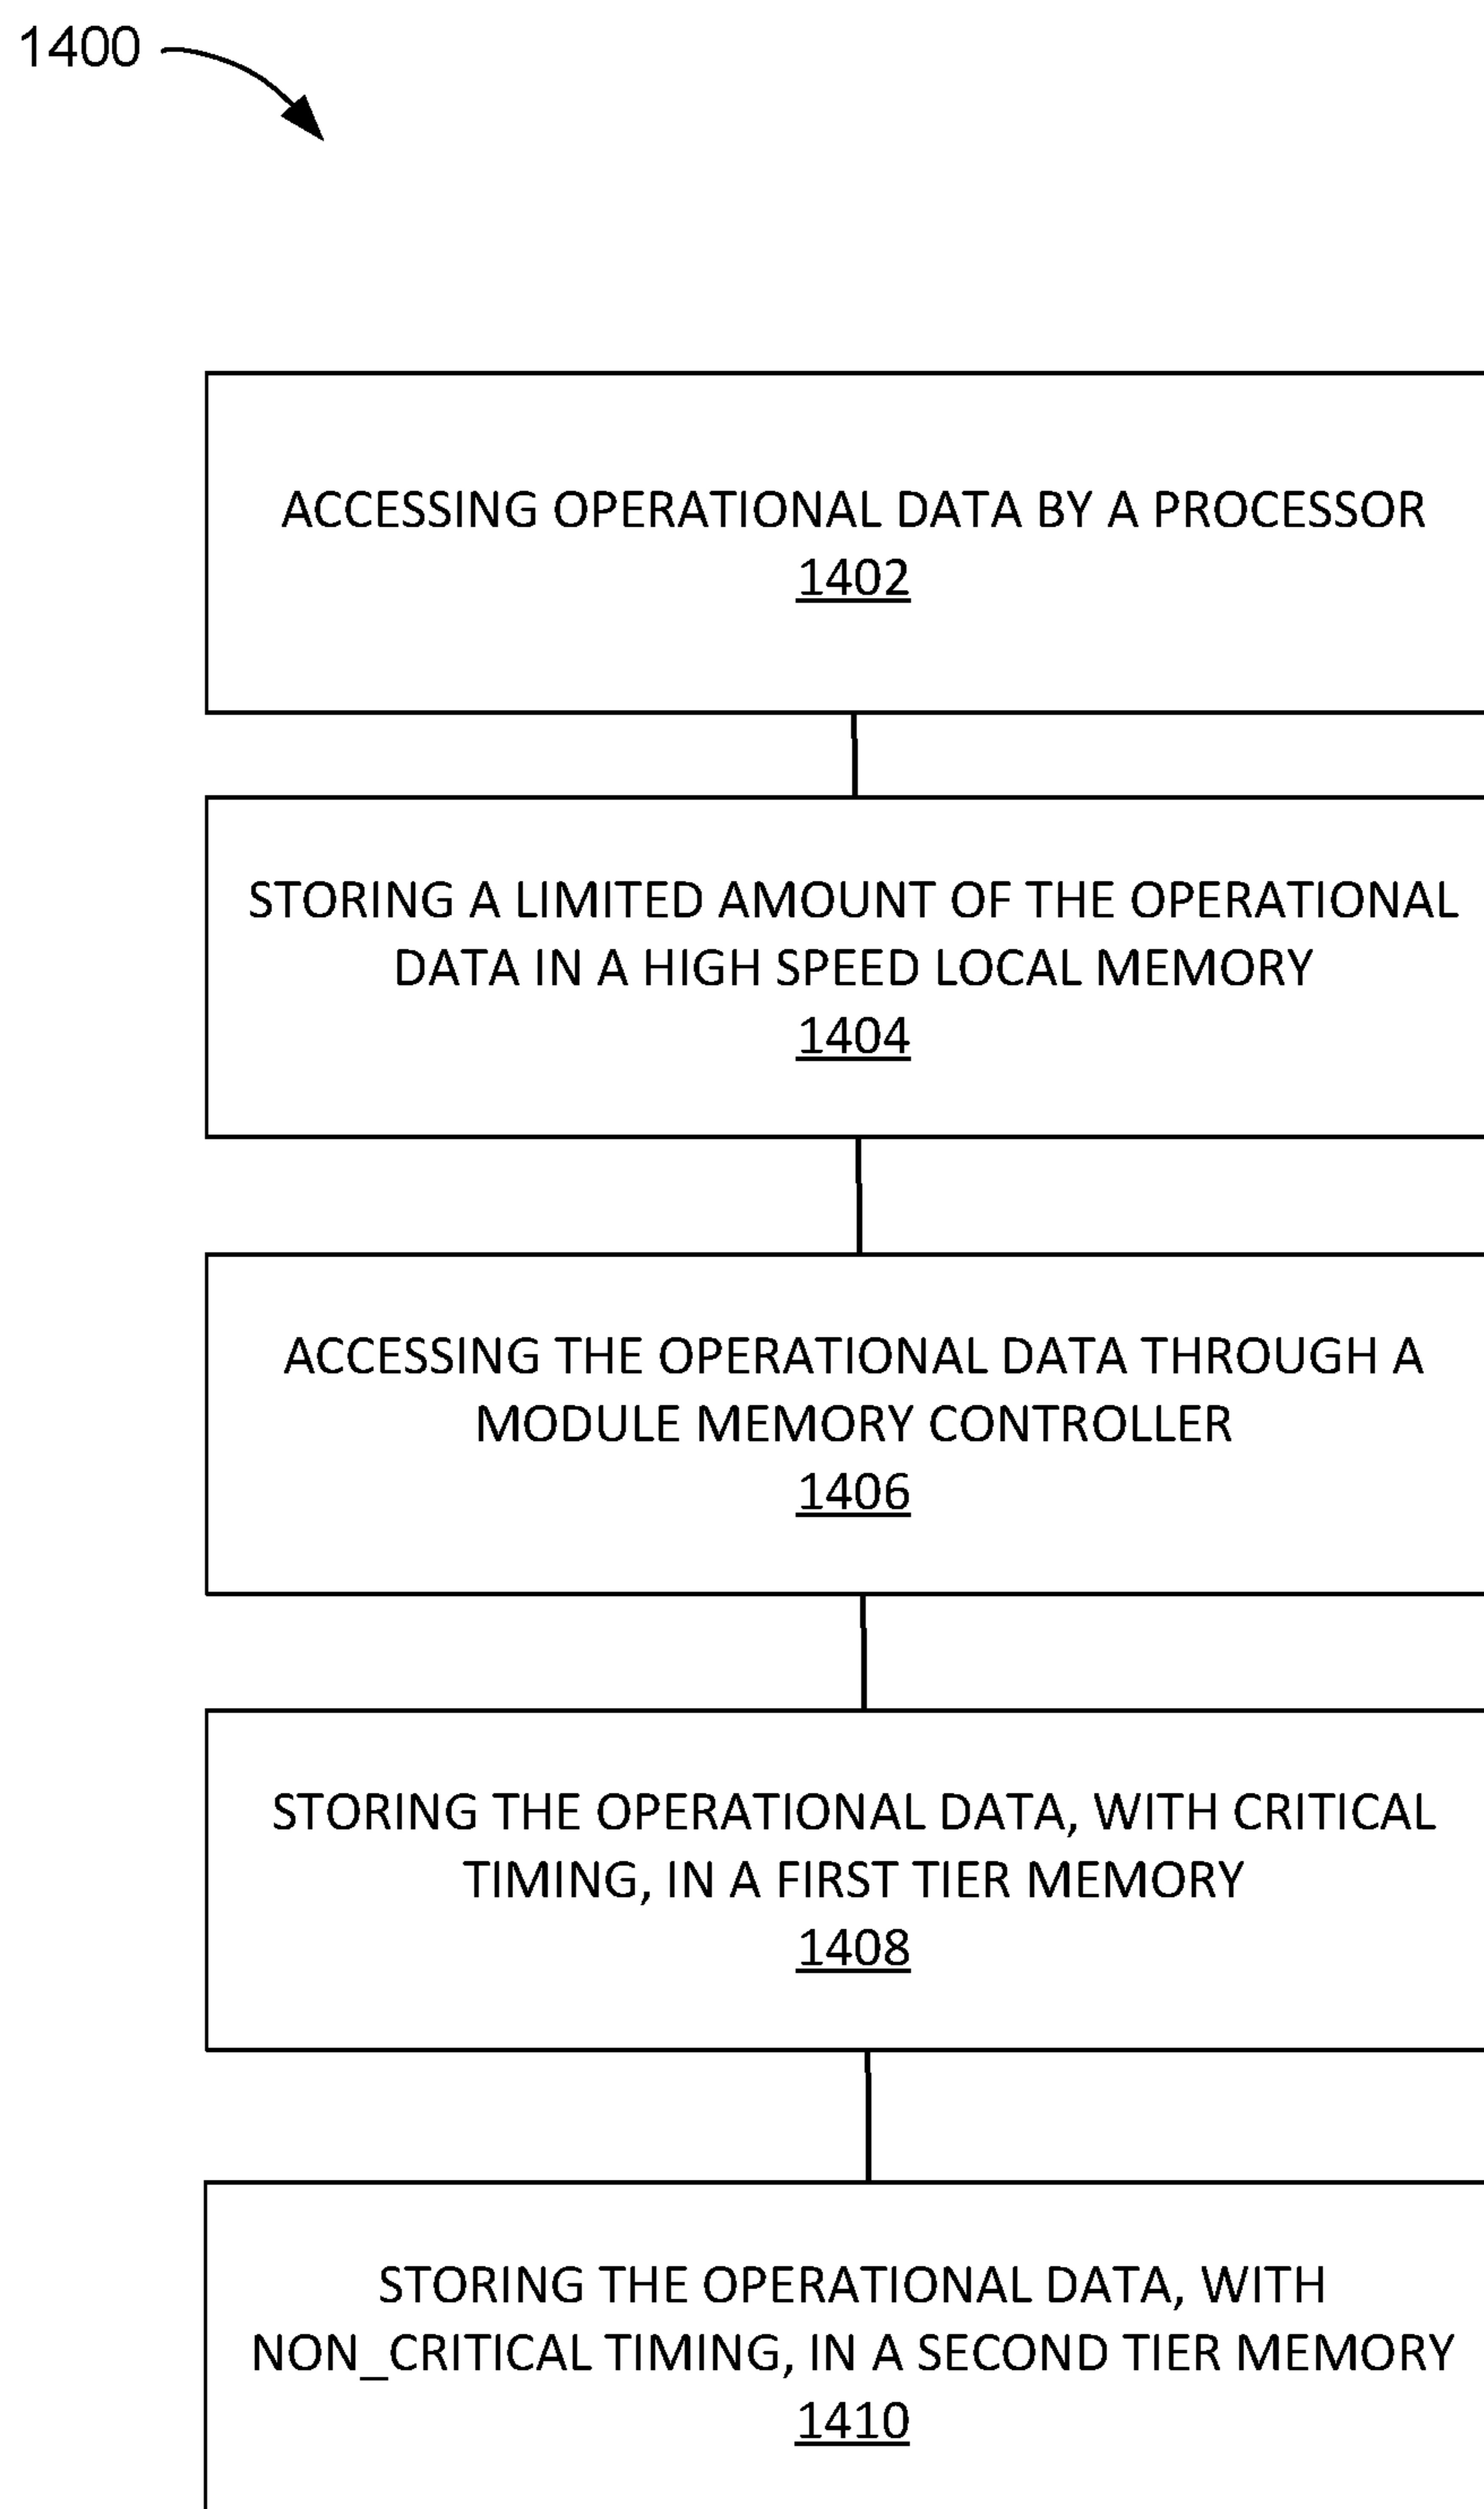 1400
ACCESSING OPERATIONAL DATA BY A PROCESSOR
1402
STORING A LIMITED AMOUNT OF THE OPERATIONAL
DATA IN A HIGH SPEED LOCAL MEMORY
1404
ACCESSING THE OPERATIONAL DATA THROUGH A
MODULE MEMORY CONTROLLER
1406
STORING THE OPERATIONAL DATA, WITH CRITICAL
TIMING, IN A FIRST TIER MEMORY
1408
STORING THE OPERATIONAL DATA, WITH
NON_CRITICAL TIMING, IN A SECOND TIER MEMORY
1410